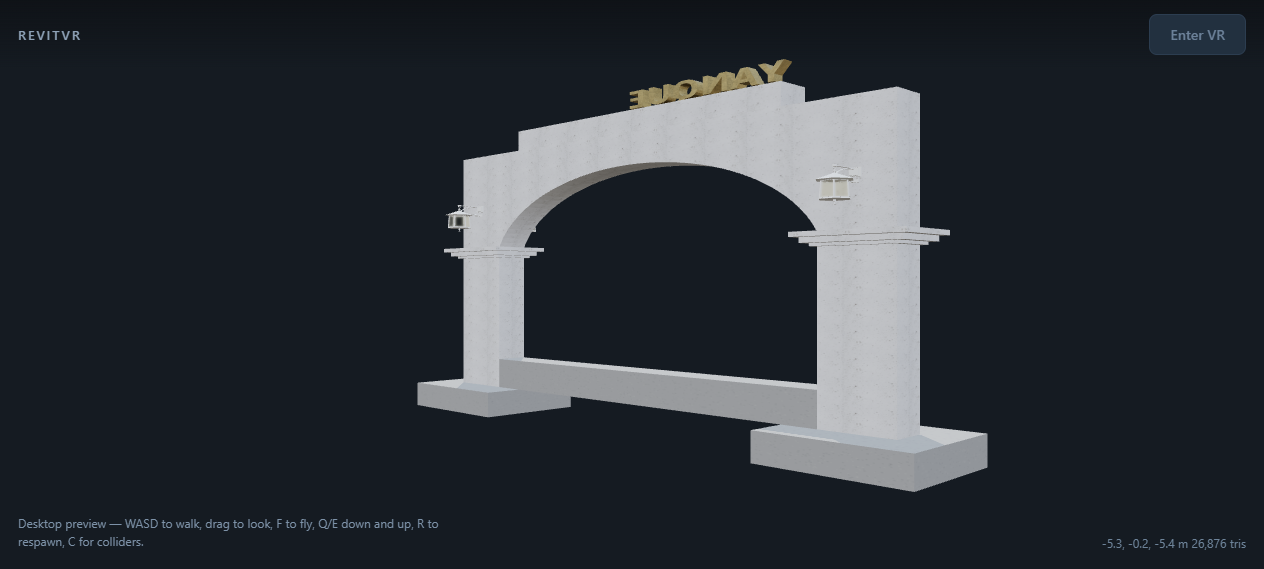 REVITVR
Enter VR
YANQUE
Desktop preview — WASD to walk, drag to look, F to fly, Q/E down and up, R to
respawn, C for colliders.
-5.3, -0.2, -5.4 m 26,876 tris